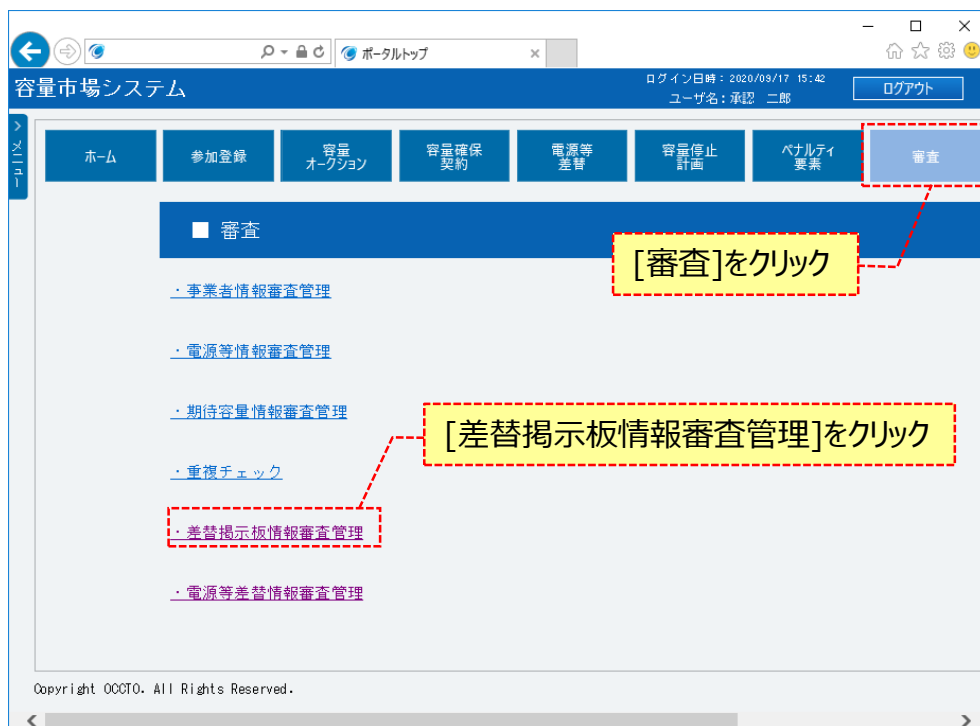 ポータルトップ
容量市場システム
ログイン日時：2020/09/17 15:42
ユーザ名：承認 二郎
ログアウト
メニュー
ホーム
参加登録
容量
オークション
容量確保
契約
電源等
差替
容量停止
計画
ペナルティ
要素
審査
■ 審査
[審査]をクリック
・事業者情報審査管理
・電源等情報審査管理
・期待容量情報審査管理
[差替掲示板情報審査管理]をクリック
・重複チェック
・差替掲示板情報審査管理
・電源等差替情報審査管理
Copyright OCCTO. All Rights Reserved.